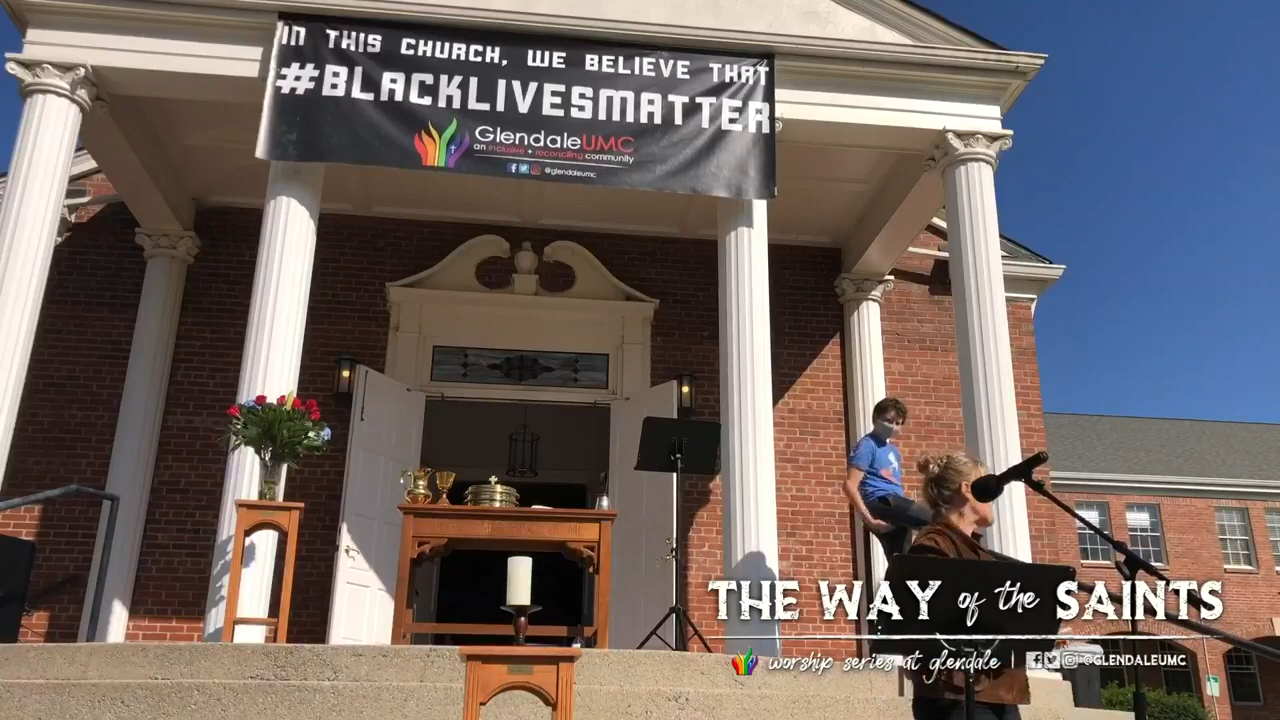 IN THIS CHURCH, WE BELIEVE THAT
#BLACKLIVESMATTER
GlendaleUMC
an inclusive + reconciling community
@glendaleumc
THE WAY of the SAINTS
worship series at glendale | @GLENDALEUMC